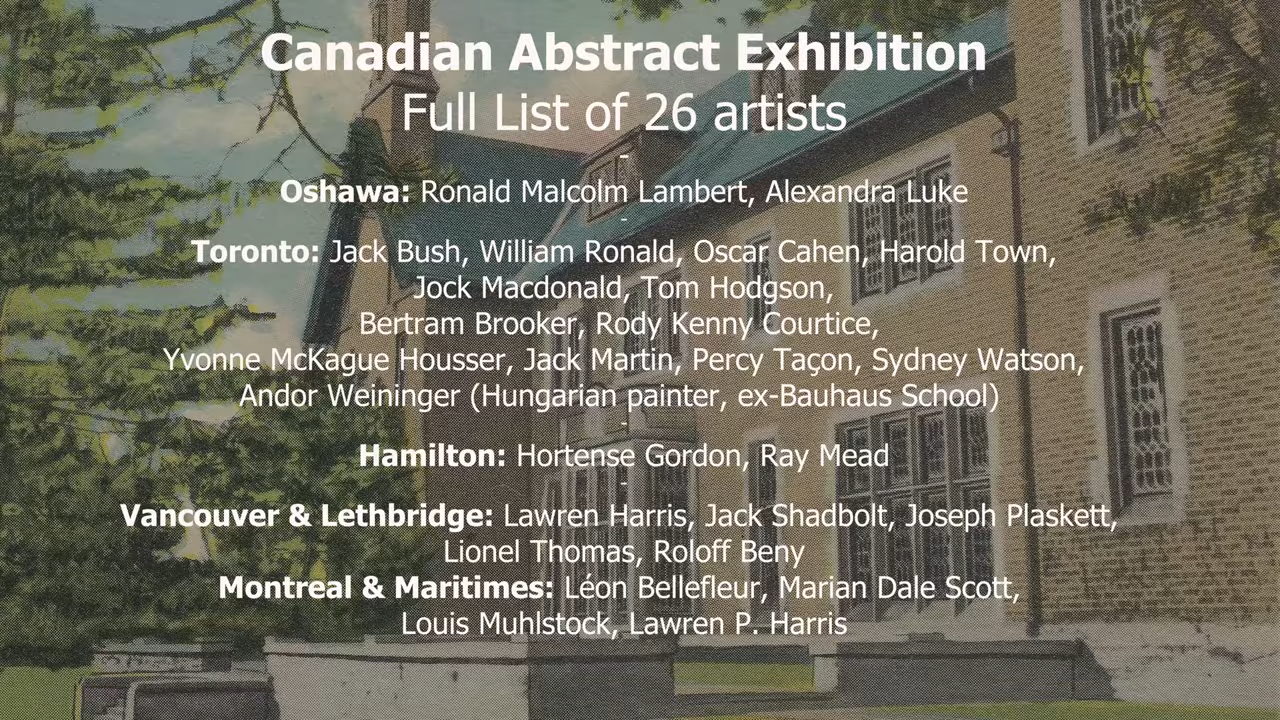 Canadian Abstract Exhibition
Full List of 26 artists
-
Oshawa: Ronald Malcolm Lambert, Alexandra Luke
-
Toronto: Jack Bush, William Ronald, Oscar Cahen, Harold Town,
Jock Macdonald, Tom Hodgson,
Bertram Brooker, Rody Kenny Courtice,
Yvonne McKague Housser, Jack Martin, Percy Taçon, Sydney Watson,
Andor Weininger (Hungarian painter, ex-Bauhaus School)
-
Hamilton: Hortense Gordon, Ray Mead
-
Vancouver & Lethbridge: Lawren Harris, Jack Shadbolt, Joseph Plaskett,
Lionel Thomas, Roloff Beny
Montreal & Maritimes: Léon Bellefleur, Marian Dale Scott,
Louis Muhlstock, Lawren P. Harris